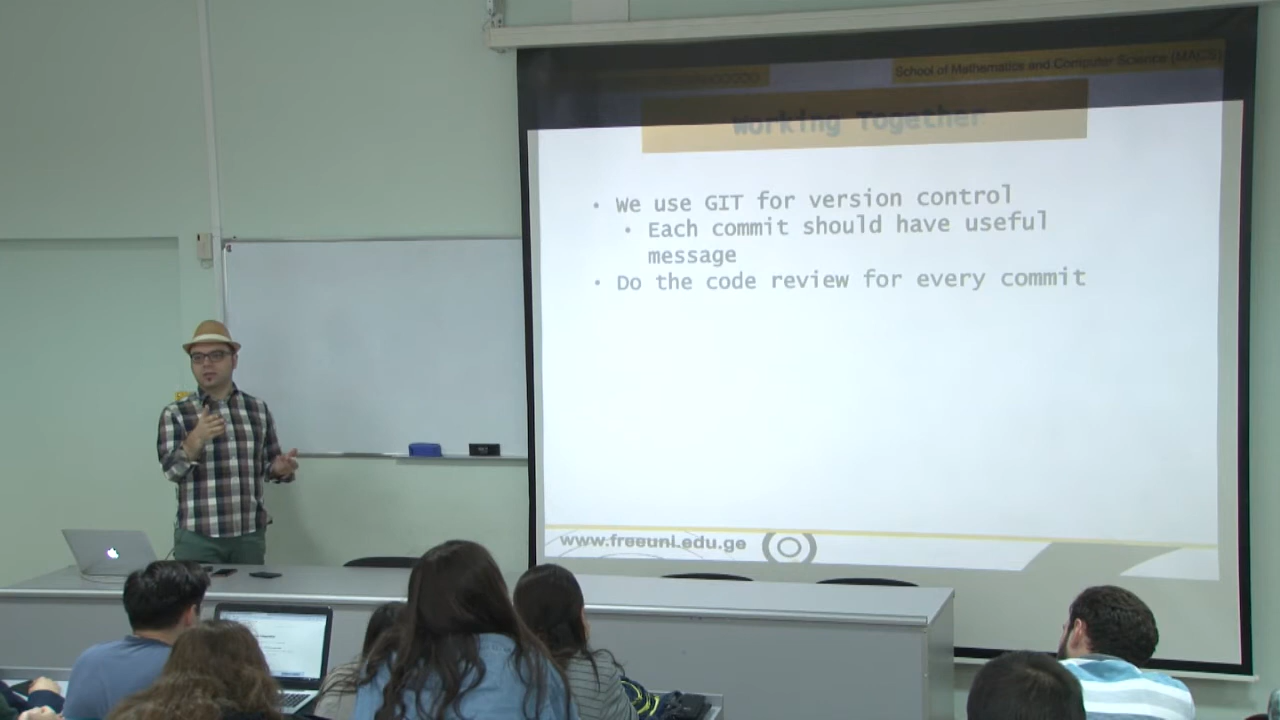 School of Mathematics and Computer Science (MACS)
Working Together
• We use GIT for version control
• Each commit should have useful
message
• Do the code review for every commit
www.freeuni.edu.ge